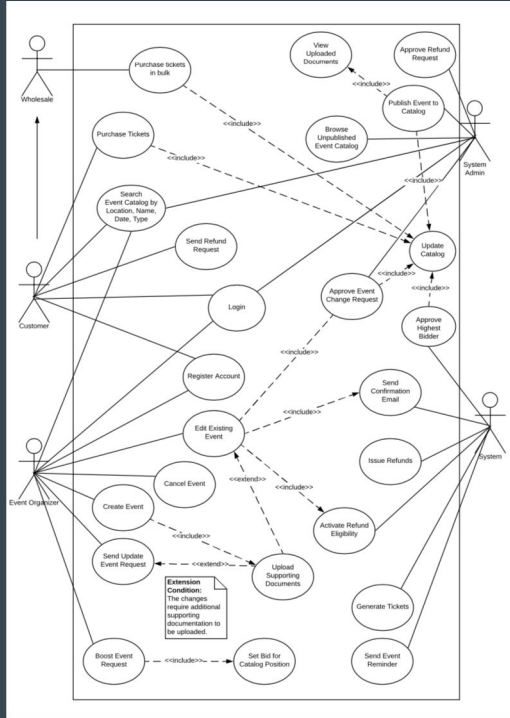 Purchase tickets
in bulk
Wholesale
View
Uploaded
Documents
Approve Refund
Request
<<include>>
Publish Event to
Catalog
System
Admin
Purchase Tickets
<<include>>
<<include>>
Browse
Unpublished
Event Catalog
<<include>>
Search
Event Catalog by
Location, Name,
Date, Type
Send Refund
Request
Update
Catalog
<<include>>
Customer
Login
Approve Event
Change Request
<<include>>
Approve
Highest
Bidder
<<include>>
Register Account
Send
Confirmation
Email
<<include>>
Edit Existing
Event
System
Issue Refunds
Event Organizer
Cancel Event
<<extend>>
<<include>>
Create Event
Activate Refund
Eligibility
<<include>>
Send Update
Event Request
<<extend>>
Upload
Supporting
Documents
Extension
Condition:
The changes
require additional
supporting
documentation to
be uploaded.
Generate Tickets
Boost Event
Request
<<include>>
Set Bid for
Catalog Position
Send Event
Reminder